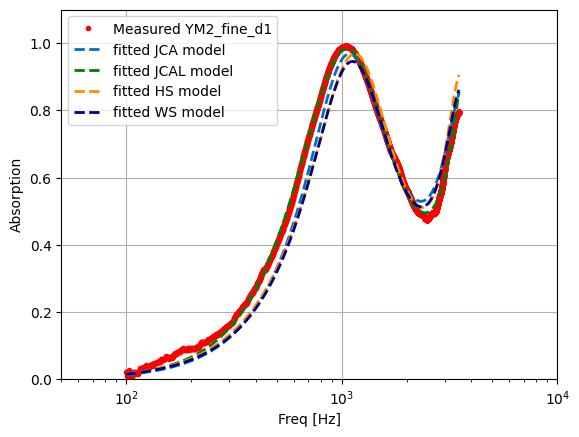 Measured YM2_fine_d1
fitted JCA model
fitted JCAL model
fitted HS model
fitted WS model
1.0
0.8
0.6
0.4
0.2
0.0
Absorption
10²
10³
10⁴
Freq [Hz]